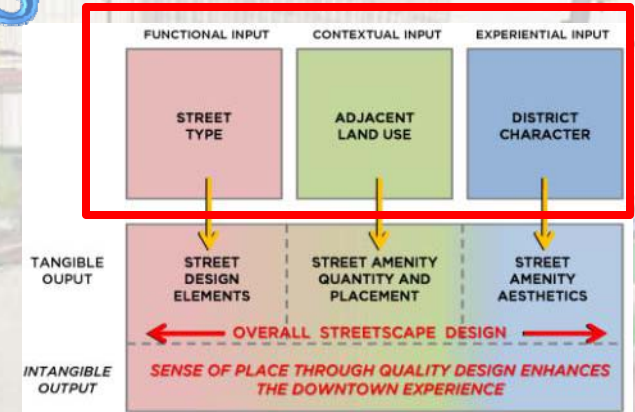 FUNCTIONAL INPUT CONTEXTUAL INPUT EXPERIENTIAL INPUT
STREET
TYPE
ADJACENT
LAND USE
DISTRICT
CHARACTER
TANGIBLE
OUPUT
STREET
DESIGN
ELEMENTS
STREET AMENITY
QUANTITY AND
PLACEMENT
STREET
AMENITY
AESTHETICS
OVERALL STREETSCAPE DESIGN
INTANGIBLE
OUTPUT
SENSE OF PLACE THROUGH QUALITY DESIGN ENHANCES
THE DOWNTOWN EXPERIENCE